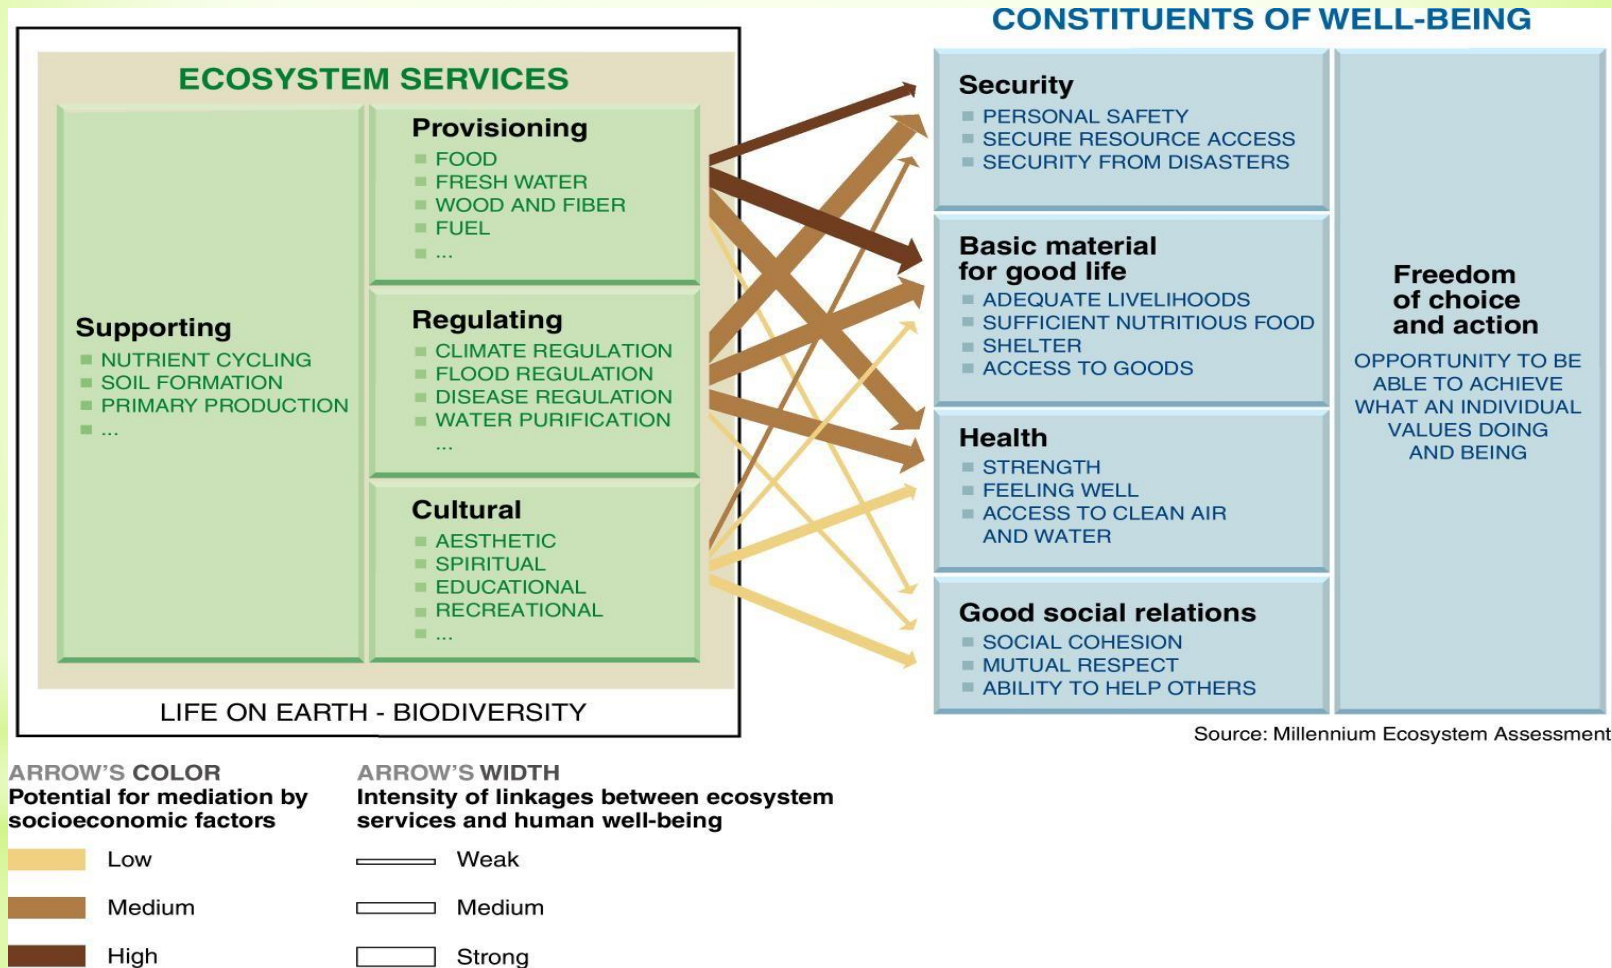 CONSTITUENTS OF WELL-BEING
ECOSYSTEM SERVICES
Supporting
NUTRIENT CYCLING
SOIL FORMATION
PRIMARY PRODUCTION
...
Provisioning
FOOD
FRESH WATER
WOOD AND FIBER
FUEL
...
Regulating
CLIMATE REGULATION
FLOOD REGULATION
DISEASE REGULATION
WATER PURIFICATION
...
Cultural
AESTHETIC
SPIRITUAL
EDUCATIONAL
RECREATIONAL
...
LIFE ON EARTH - BIODIVERSITY
Security
PERSONAL SAFETY
SECURE RESOURCE ACCESS
SECURITY FROM DISASTERS
Basic material
for good life
ADEQUATE LIVELIHOODS
SUFFICIENT NUTRITIOUS FOOD
SHELTER
ACCESS TO GOODS
Health
STRENGTH
FEELING WELL
ACCESS TO CLEAN AIR
AND WATER
Good social relations
SOCIAL COHESION
MUTUAL RESPECT
ABILITY TO HELP OTHERS
Freedom
of choice
and action
OPPORTUNITY TO BE
ABLE TO ACHIEVE
WHAT AN INDIVIDUAL
VALUES DOING
AND BEING
Source: Millennium Ecosystem Assessment
ARROW'S COLOR
Potential for mediation by
socioeconomic factors
Low
Medium
High
ARROW'S WIDTH
Intensity of linkages between ecosystem
services and human well-being
Weak
Medium
Strong